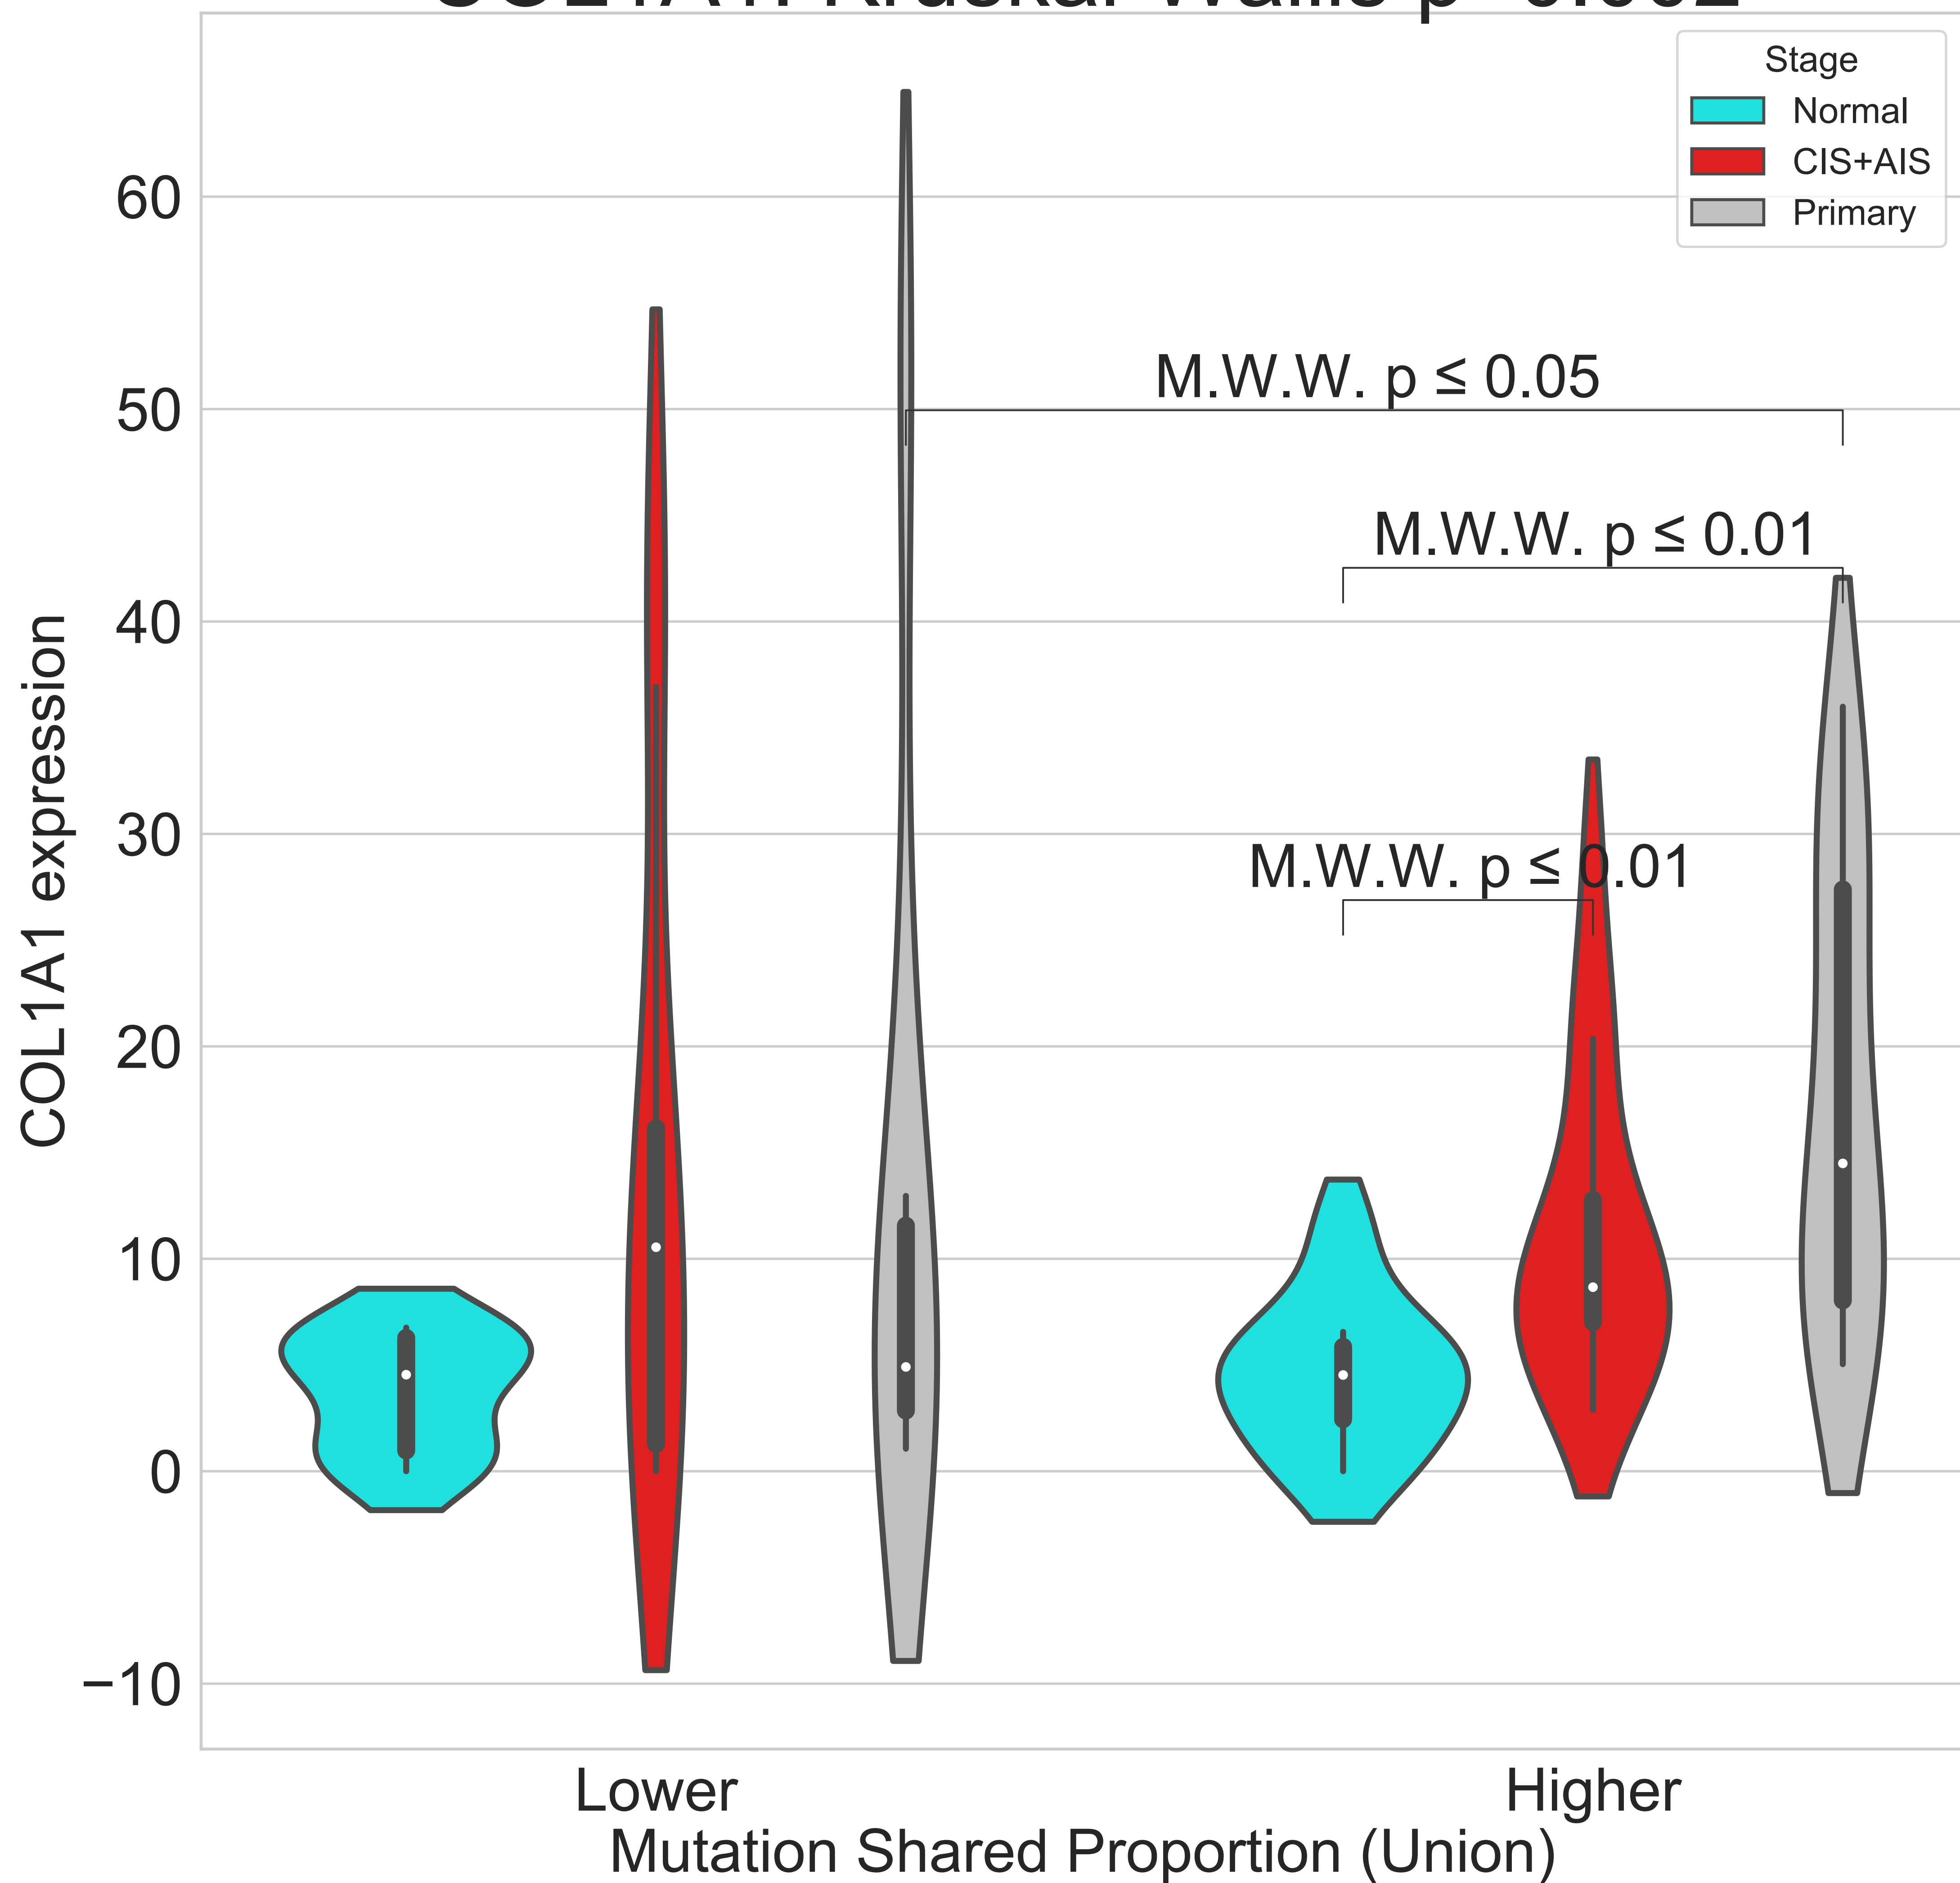 Stage
Normal
CIS+AIS
Primary
60
50
40
30
20
10
0
−10
COL1A1 expression
M.W.W. p ≤ 0.05
M.W.W. p ≤ 0.01
M.W.W. p ≤ 0.01
Lower
Higher
Mutation Shared Proportion (Union)